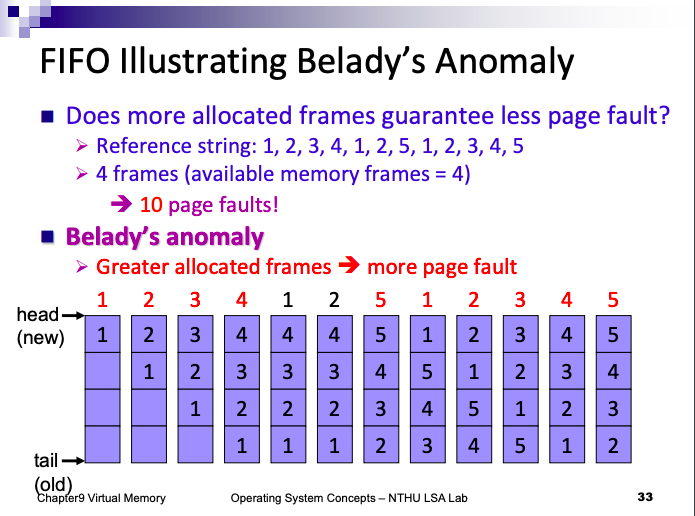 FIFO Illustrating Belady's Anomaly
Does more allocated frames guarantee less page fault?
Reference string: 1, 2, 3, 4, 1, 2, 5, 1, 2, 3, 4, 5
4 frames (available memory frames = 4)
➔ 10 page faults!
Belady's anomaly
Greater allocated frames ➔ more page fault
1 2 3 4 1 2 5 1 2 3 4 5
head
(new)
1 2 3 4 4 4 5 1 2 3 4 5
1 2 3 3 3 4 5 1 2 3 4
1 2 2 2 3 4 5 1 2 3
1 1 1 2 3 4 5 1 2
tail
(old)
Chapter9 Virtual Memory Operating System Concepts – NTHU LSA Lab 33